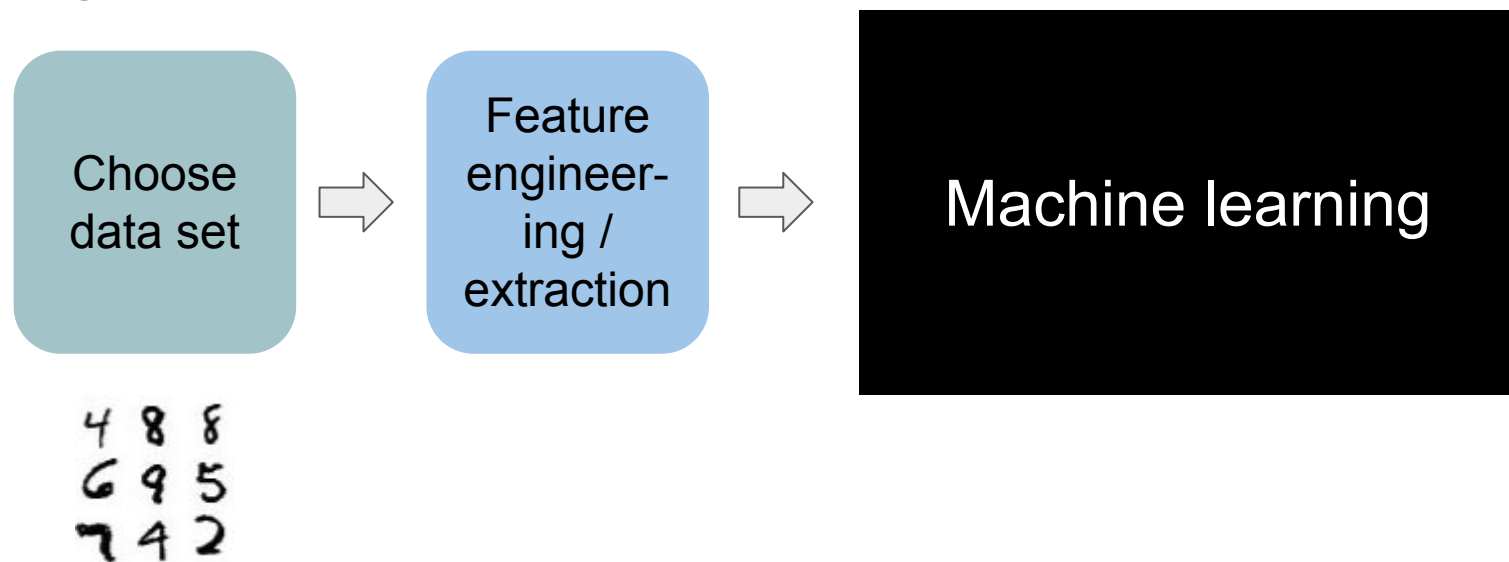 Choose
data set
Feature
engineer-
ing /
extraction
Machine learning
4 8 8
6 9 5
7 4 2